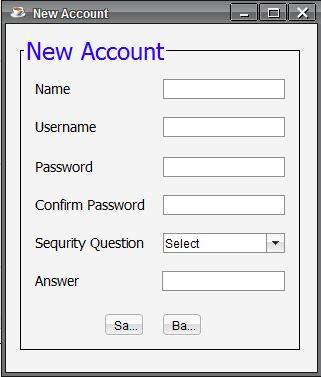 New Account
New Account
Name
Username
Password
Confirm Password
Sequrity Question Select
Answer
Sa... Ba...